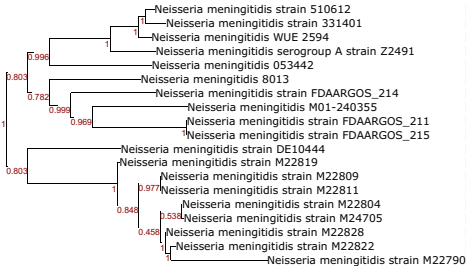 Neisseria meningitidis strain 510612
1
Neisseria meningitidis strain 331401
1
Neisseria meningitidis WUE 2594
1
Neisseria meningitidis serogroup A strain Z2491
0.996
Neisseria meningitidis 053442
0.803
Neisseria meningitidis 8013
0.782
Neisseria meningitidis strain FDAARGOS_214
0.999
Neisseria meningitidis M01-240355
0.969
Neisseria meningitidis strain FDAARGOS_211
1
Neisseria meningitidis strain FDAARGOS_215
1
Neisseria meningitidis strain DE10444
0.803
Neisseria meningitidis strain M22819
1
Neisseria meningitidis strain M22809
0.977
Neisseria meningitidis strain M22811
0.848
Neisseria meningitidis strain M22804
0.538
Neisseria meningitidis strain M24705
0.458
Neisseria meningitidis strain M22828
1
Neisseria meningitidis strain M22822
1
Neisseria meningitidis strain M22790